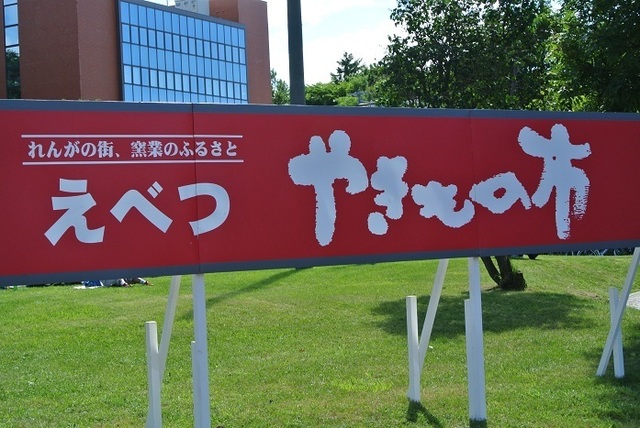 れんがの街、窯業のふるさと
えべつ
やきもの市